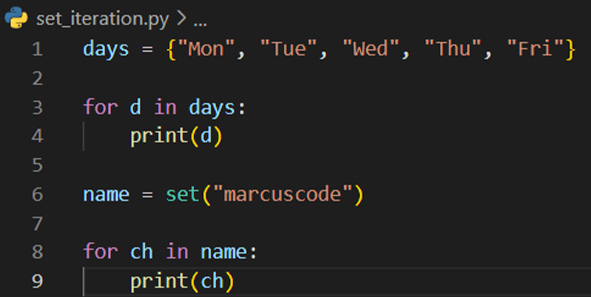 set_iteration.py > ...
1 days = {"Mon", "Tue", "Wed", "Thu", "Fri"}
2
3 for d in days:
4     print(d)
5
6 name = set("marcuscode")
7
8 for ch in name:
9     print(ch)